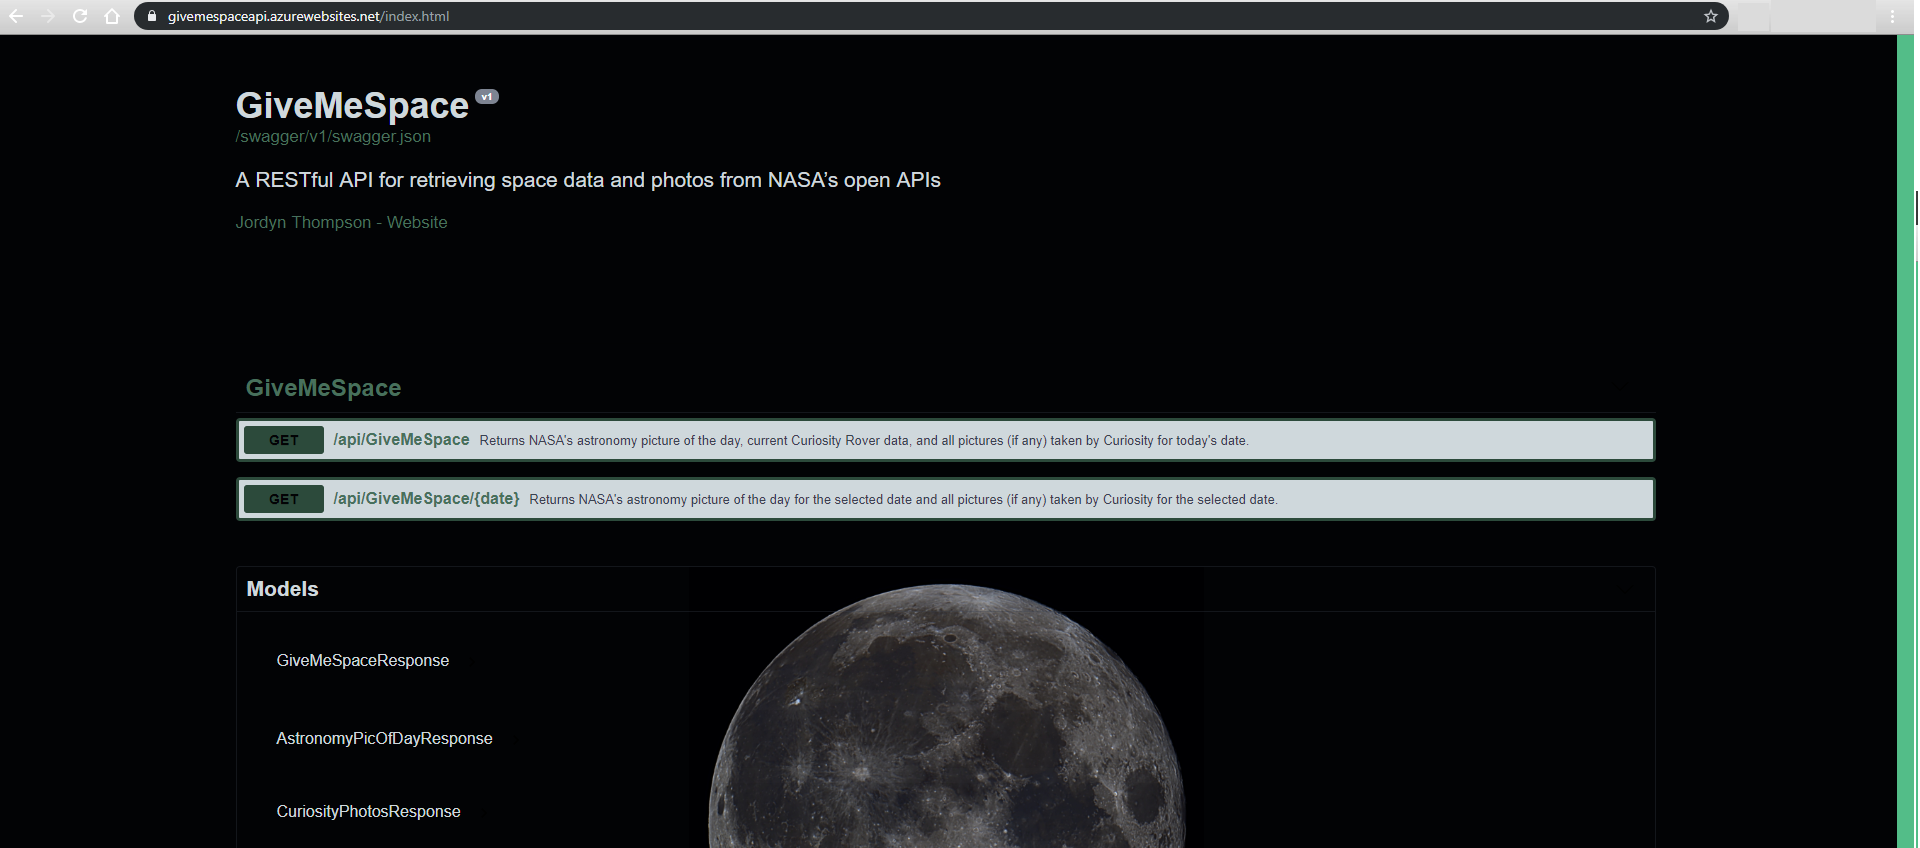 givemespaceapi.azurewebsites.net/index.html
GiveMeSpace v1
/swagger/v1/swagger.json
A RESTful API for retrieving space data and photos from NASA’s open APIs
Jordyn Thompson - Website
GiveMeSpace
GET /api/GiveMeSpace Returns NASA's astronomy picture of the day, current Curiosity Rover data, and all pictures (if any) taken by Curiosity for today's date.
GET /api/GiveMeSpace/{date} Returns NASA's astronomy picture of the day for the selected date and all pictures (if any) taken by Curiosity for the selected date.
Models
GiveMeSpaceResponse
AstronomyPicOfDayResponse
CuriosityPhotosResponse